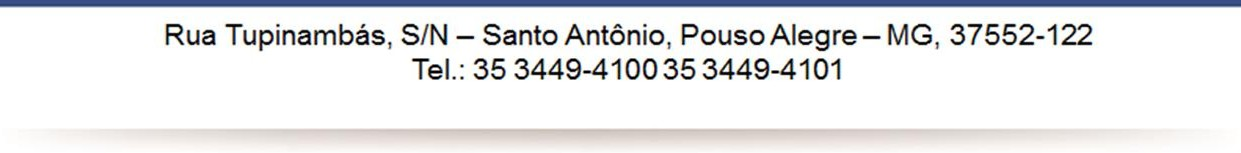 Rua Tupinambás, S/N – Santo Antônio, Pouso Alegre – MG, 37552-122
Tel.: 35 3449-4100 35 3449-4101